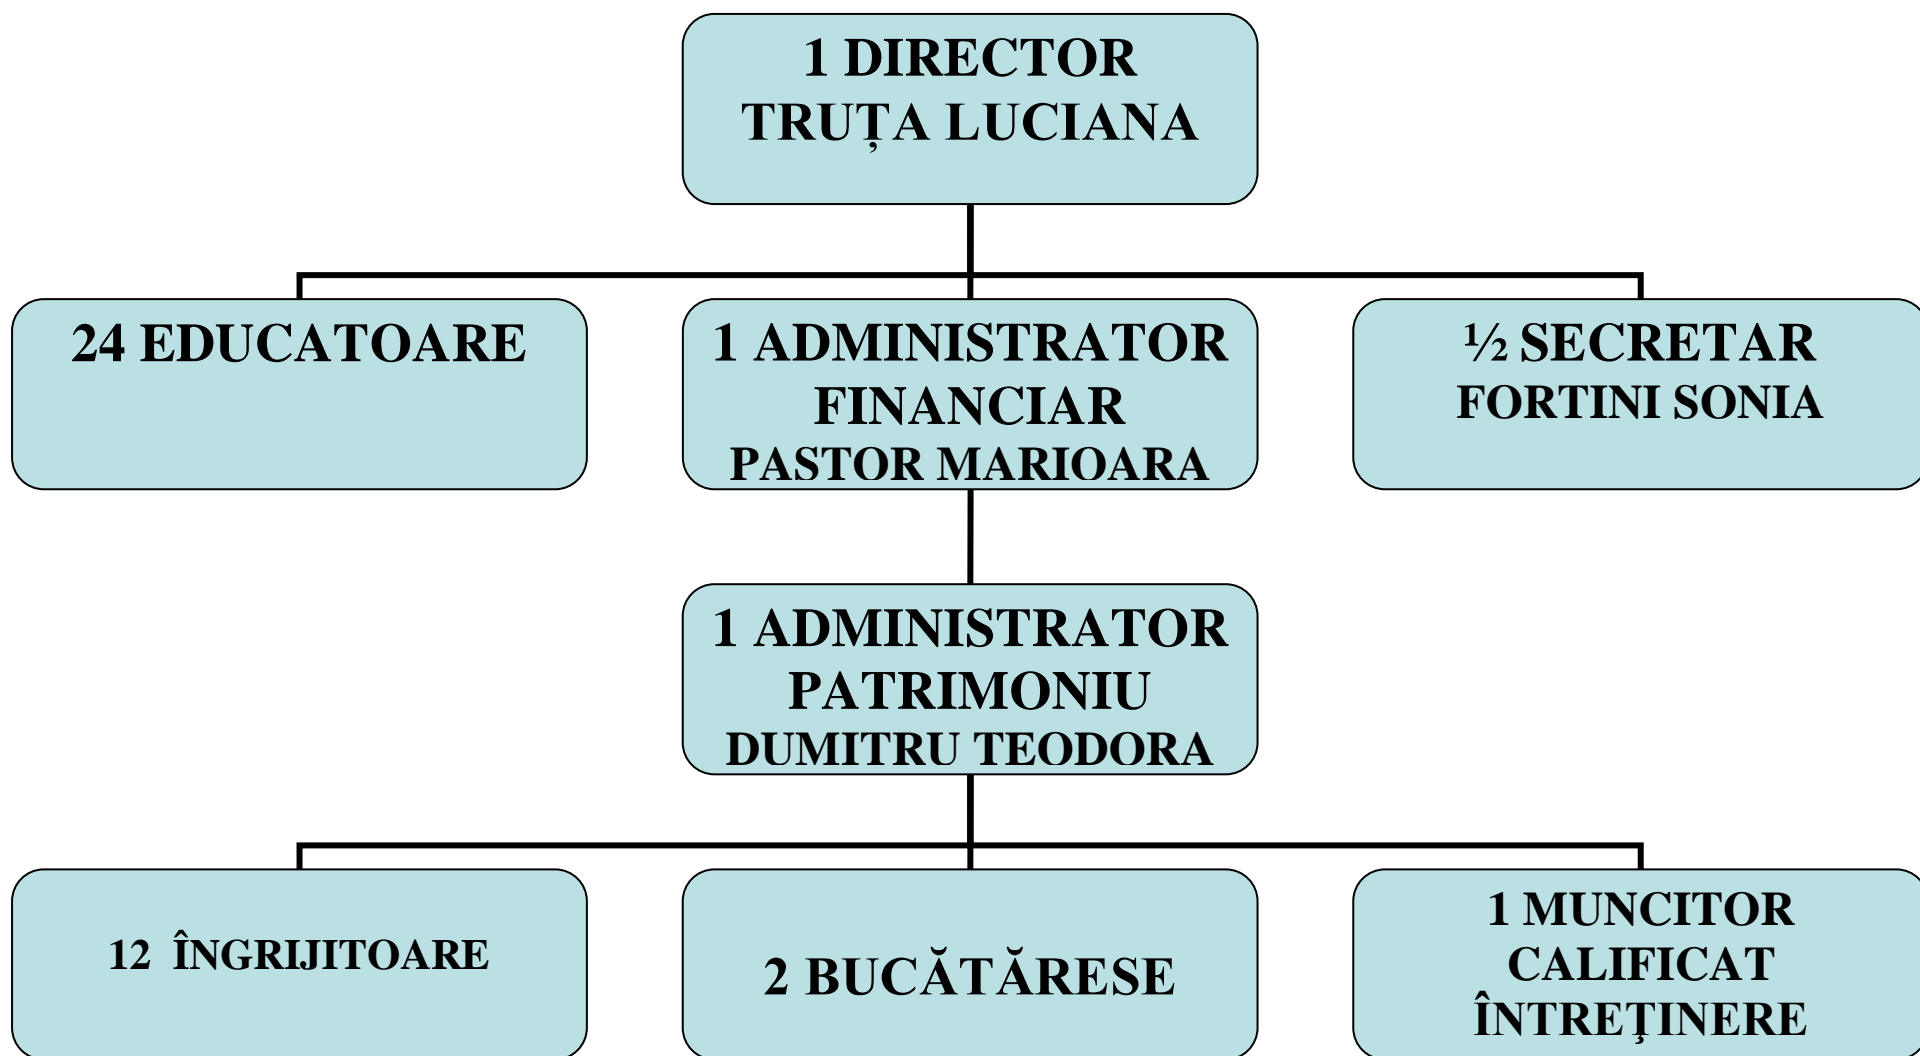 1 DIRECTOR
TRUȚA LUCIANA
24 EDUCATOARE
1 ADMINISTRATOR
FINANCIAR
PASTOR MARIOARA
½ SECRETAR
FORTINI SONIA
1 ADMINISTRATOR
PATRIMONIU
DUMITRU TEODORA
12 ÎNGRIJITOARE
2 BUCĂTĂRESE
1 MUNCITOR
CALIFICAT
ÎNTREŢINERE